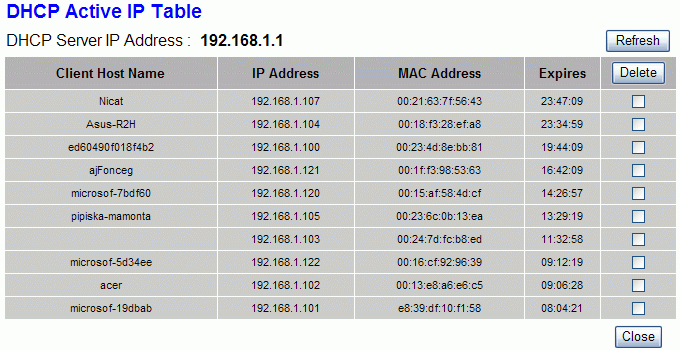 DHCP Active IP Table
DHCP Server IP Address : 192.168.1.1 Refresh
Client Host Name IP Address MAC Address Expires Delete
Nicat 192.168.1.107 00:21:63:7f:56:43 23:47:09
Asus-R2H 192.168.1.104 00:18:f3:28:ef:a8 23:34:59
ed60490f018f4b2 192.168.1.100 00:23:4d:8e:bb:81 19:44:09
ajFonceg 192.168.1.121 00:1f:f3:98:53:63 16:42:09
microsof-7bdf60 192.168.1.120 00:15:af:58:4d:cf 14:26:57
pipiska-mamonta 192.168.1.105 00:23:6c:0b:13:ea 13:29:19
192.168.1.103 00:24:7d:fc:b8:ed 11:32:58
microsof-5d34ee 192.168.1.122 00:16:cf:92:96:39 09:12:19
acer 192.168.1.102 00:13:e8:a6:e6:c5 09:06:28
microsof-19dbab 192.168.1.101 e8:39:df:10:f1:58 08:04:21
Close